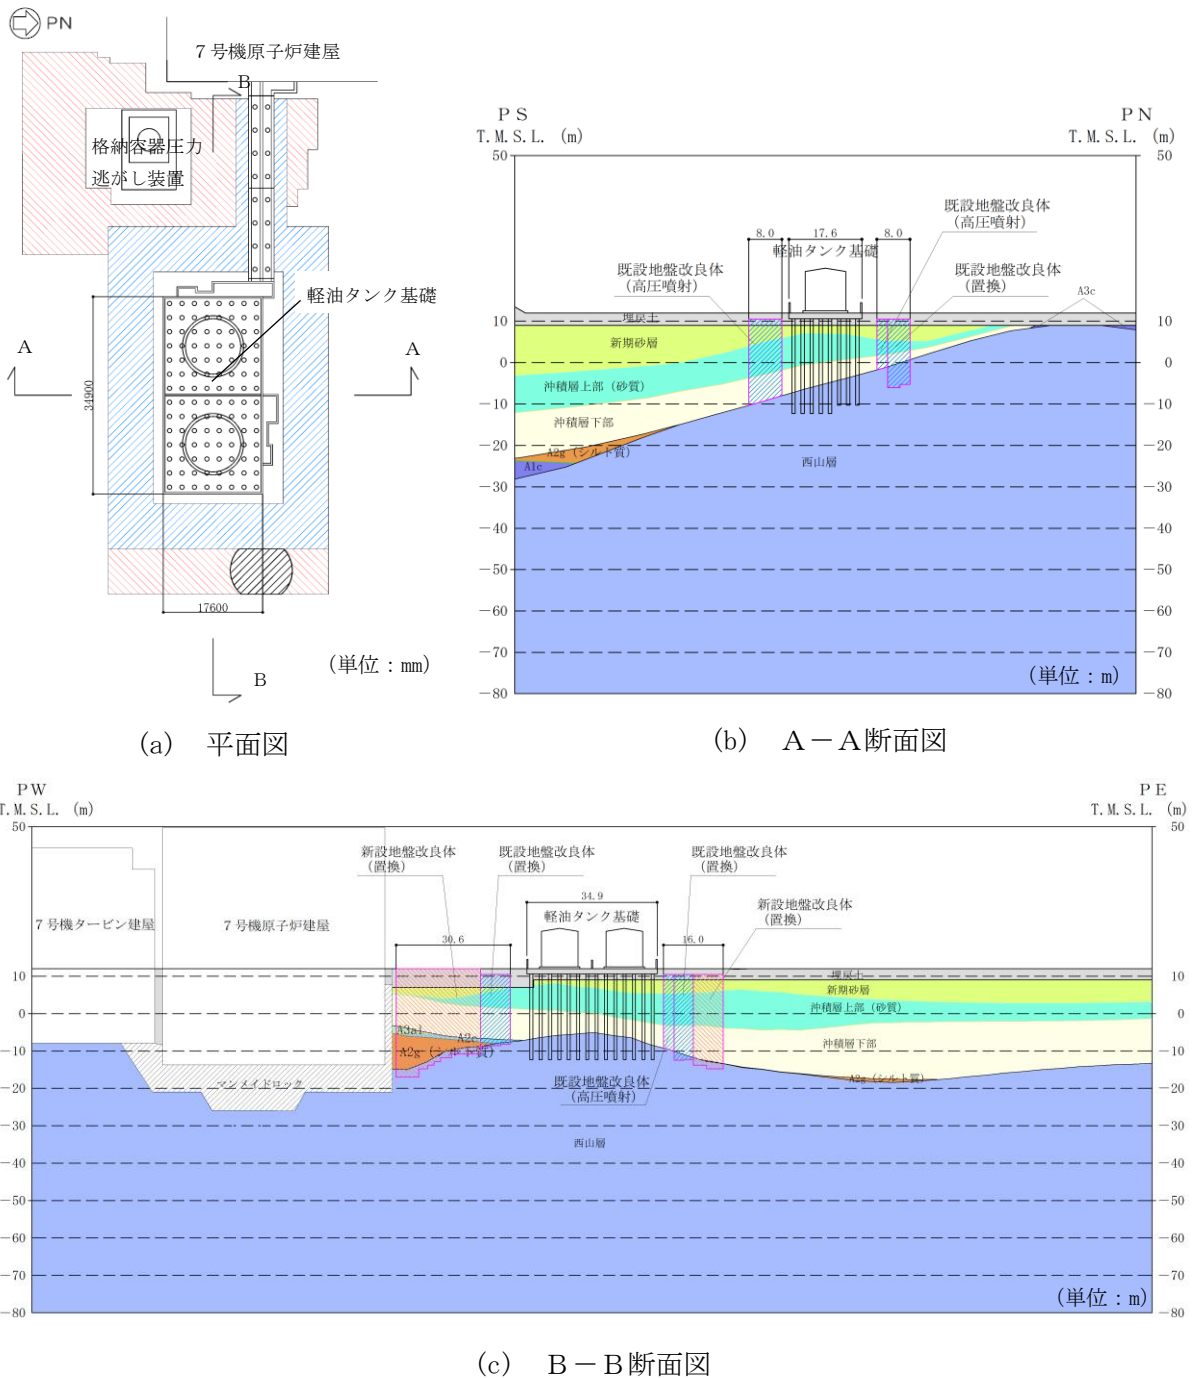 PN
7号機原子炉建屋
B
格納容器圧力
逃がし装置
軽油タンク基礎
A
A
34900
17600
B
(単位：mm)
(a) 平面図
PS
T.M.S.L. (m)
PN
T.M.S.L. (m)
50
50
既設地盤改良体
(高圧噴射)
8.0
17.6
8.0
軽油タンク基礎
既設地盤改良体
(高圧噴射)
既設地盤改良体
(置換)
A3c
10
埋戻土
10
新期砂層
0
0
沖積層上部(砂質)
-10
-10
沖積層下部
-20
-20
A2g(シルト質)
A1c
西山層
-30
-30
-40
-40
-50
-50
-60
-60
-70
-70
(単位：m)
-80
-80
(b) A－A断面図
PW
T.M.S.L. (m)
PE
T.M.S.L. (m)
50
50
新設地盤改良体
(置換)
既設地盤改良体
(置換)
既設地盤改良体
(置換)
34.9
新設地盤改良体
(置換)
7号機タービン建屋
7号機原子炉建屋
軽油タンク基礎
30.6
16.0
10
埋戻土
10
新期砂層
沖積層上部(砂質)
0
0
A3a1
A2c
沖積層下部
-10
A2g(シルト質)
-10
マンメイドロック
既設地盤改良体
(高圧噴射)
A2g(シルト質)
-20
-20
-30
-30
西山層
-40
-40
-50
-50
-60
-60
-70
-70
(単位：m)
-80
-80
(c) B－B断面図